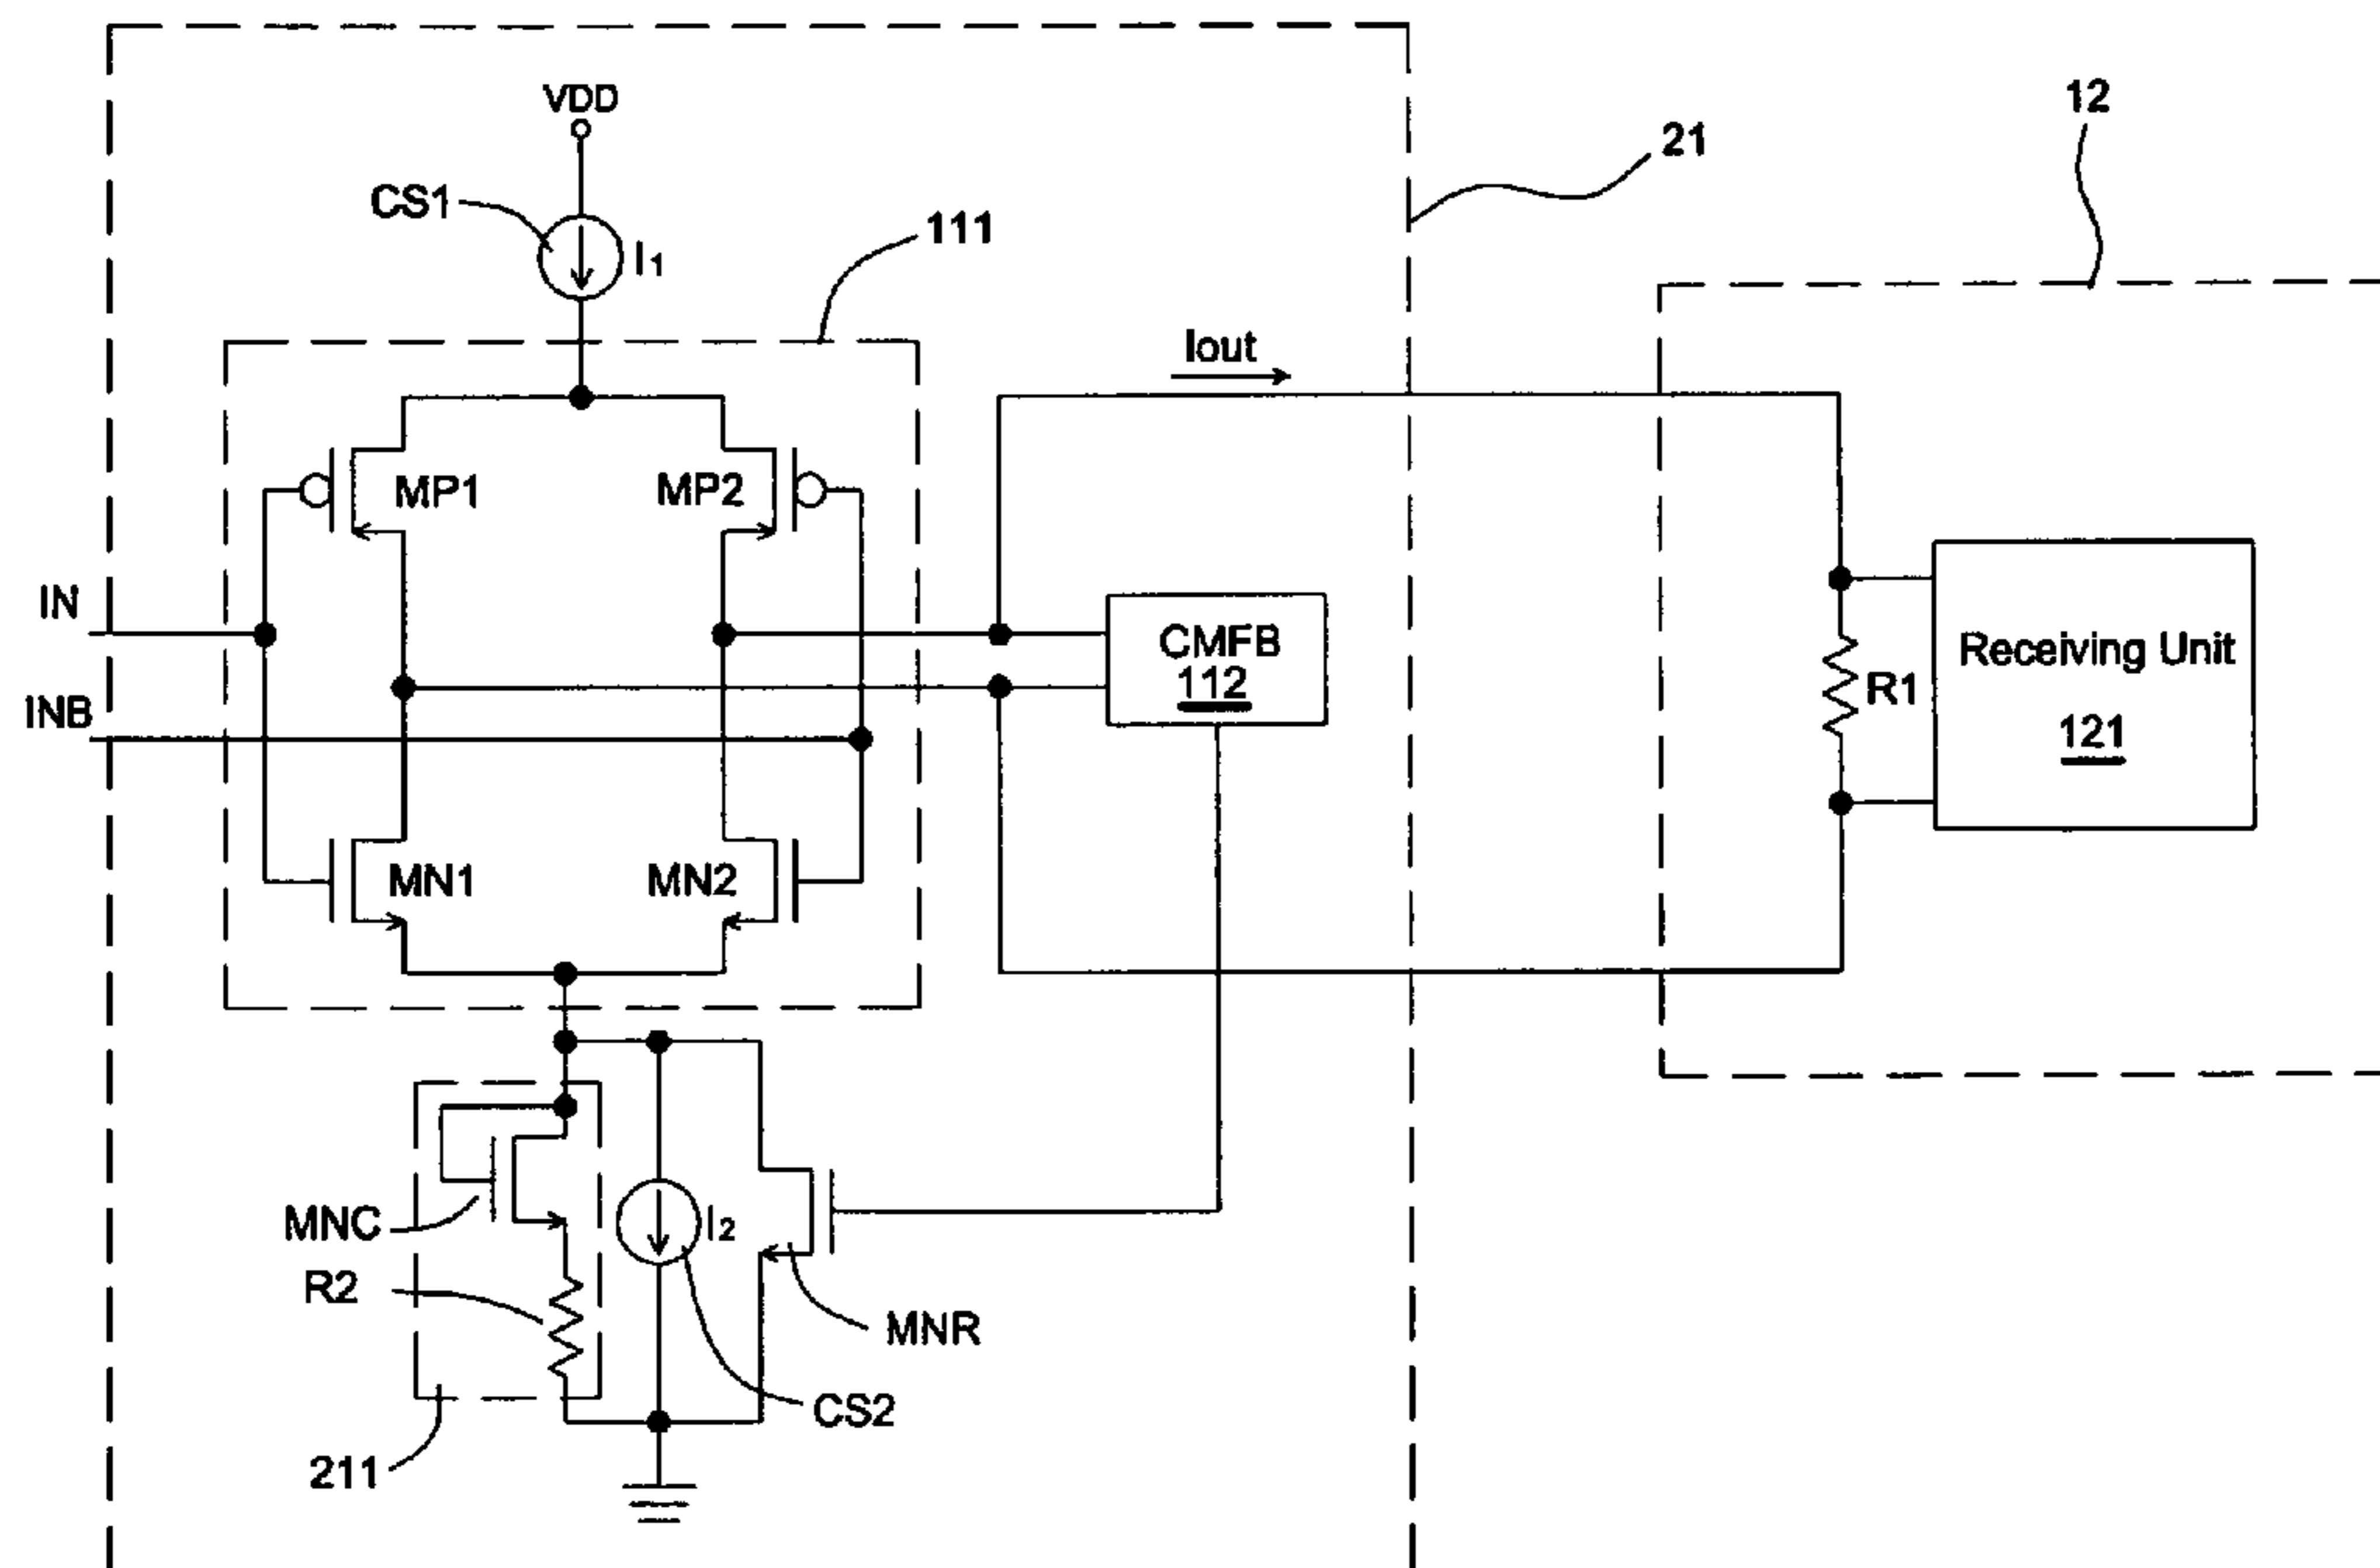 12
21
VDD
CS1
I1
111
Iout
MP1
MP2
IN
CMFB
112
Receiving Unit
121
R1
INB
MN1
MN2
MNC
I2
R2
MNR
CS2
211